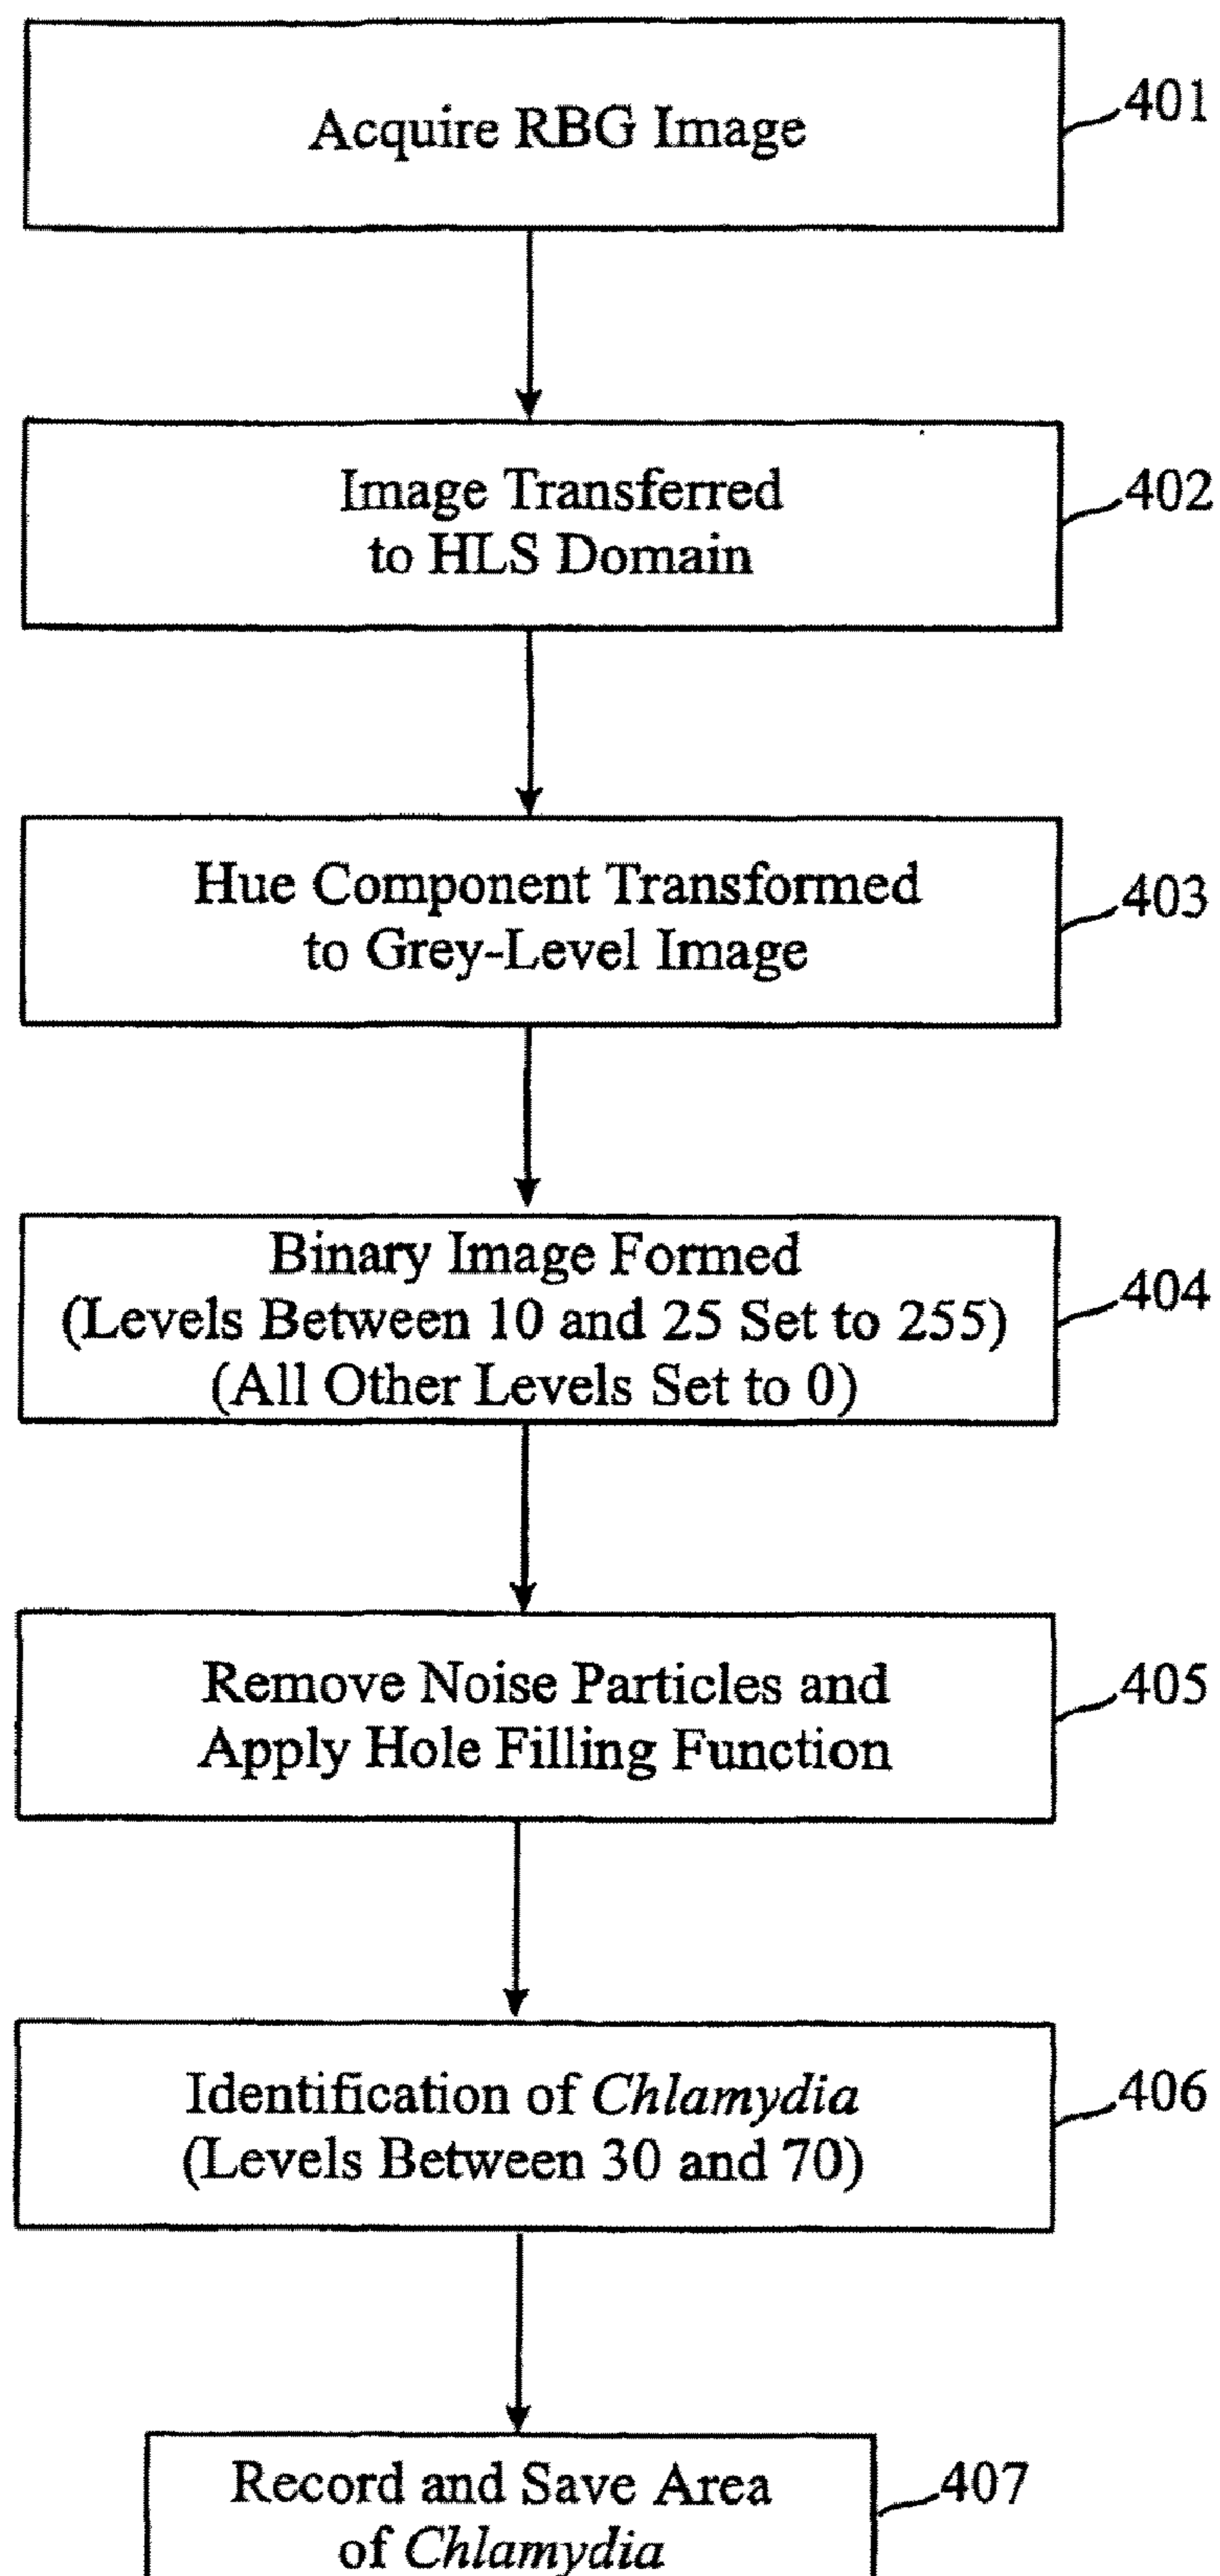 Acquire RBG Image
401
Image Transferred
to HLS Domain
402
Hue Component Transformed
to Grey-Level Image
403
Binary Image Formed
(Levels Between 10 and 25 Set to 255)
(All Other Levels Set to 0)
404
Remove Noise Particles and
Apply Hole Filling Function
405
Identification of Chlamydia
(Levels Between 30 and 70)
406
Record and Save Area
of Chlamydia
407